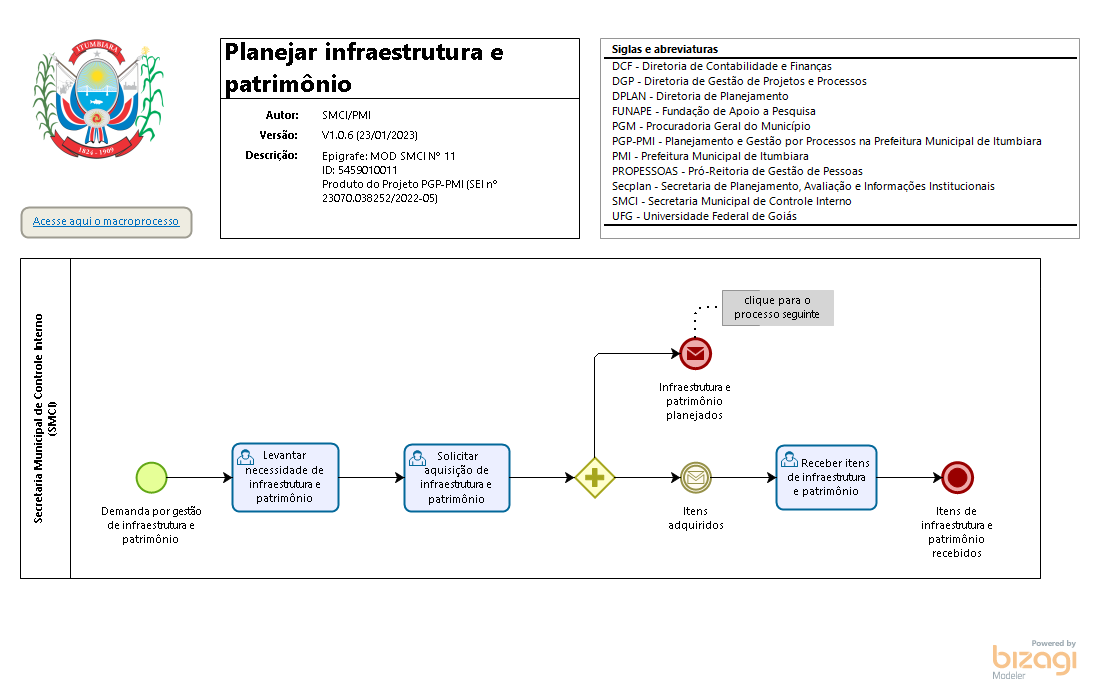 ITUMBIARA
1824 - 1909
Acesse aqui o macroprocesso
Planejar infraestrutura e
patrimônio
Autor: SMCI/PMI
Versão: V1.0.6 (23/01/2023)
Descrição: Epigrafe: MOD SMCI Nº 11
ID: 5459010011
Produto do Projeto PGP-PMI (SEI nº
23070.038252/2022-05)
Siglas e abreviaturas
DCF - Diretoria de Contabilidade e Finanças
DGP - Diretoria de Gestão de Projetos e Processos
DPLAN - Diretoria de Planejamento
FUNAPE - Fundação de Apoio a Pesquisa
PGM - Procuradoria Geral do Município
PGP-PMI - Planejamento e Gestão por Processos na Prefeitura Municipal de Itumbiara
PMI - Prefeitura Municipal de Itumbiara
PROPESSOAS - Pró-Reitoria de Gestão de Pessoas
Secplan - Secretaria de Planejamento, Avaliação e Informações Institucionais
SMCI - Secretaria Municipal de Controle Interno
UFG - Universidade Federal de Goiás
Secretaria Municipal de Controle Interno
(SMCI)
Demanda por gestão
de infraestrutura e
patrimônio
Levantar
necessidade de
infraestrutura e
patrimônio
Solicitar
aquisição de
infraestrutura e
patrimônio
clique para o
processo seguinte
Infraestrutura e
patrimônio
planejados
Itens
adquiridos
Receber itens
de infraestrutura
e patrimônio
Itens de
infraestrutura e
patrimônio
recebidos
Powered by
bizagi
Modeler